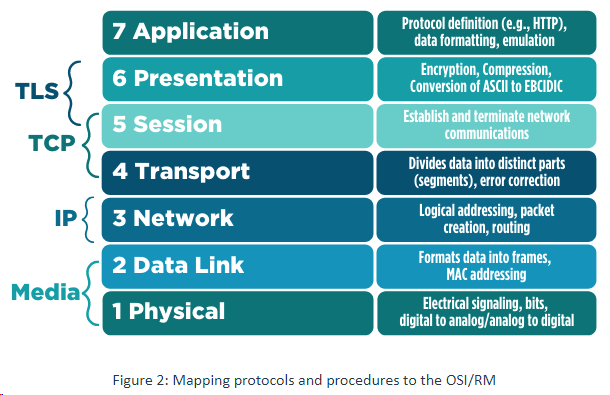 7 Application
Protocol definition (e.g., HTTP),
data formatting, emulation
TLS
6 Presentation
Encryption, Compression,
Conversion of ASCII to EBCIDIC
TCP
5 Session
Establish and terminate network
communications
4 Transport
Divides data into distinct parts
(segments), error correction
IP
3 Network
Logical addressing, packet
creation, routing
Media
2 Data Link
Formats data into frames,
MAC addressing
1 Physical
Electrical signaling, bits,
digital to analog/analog to digital
Figure 2: Mapping protocols and procedures to the OSI/RM